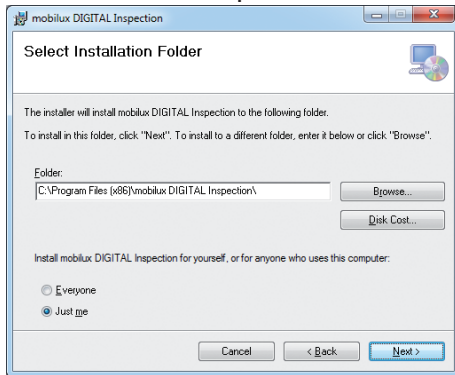 mobilux DIGITAL Inspection
Select Installation Folder
The installer will install mobilux DIGITAL Inspection to the following folder.
To install in this folder, click "Next". To install to a different folder, enter it below or click "Browse".
Folder:
C:\Program Files (x86)\mobilux DIGITAL Inspection\
Browse...
Disk Cost...
Install mobilux DIGITAL Inspection for yourself, or for anyone who uses this computer:
Everyone
Just me
Cancel < Back Next >